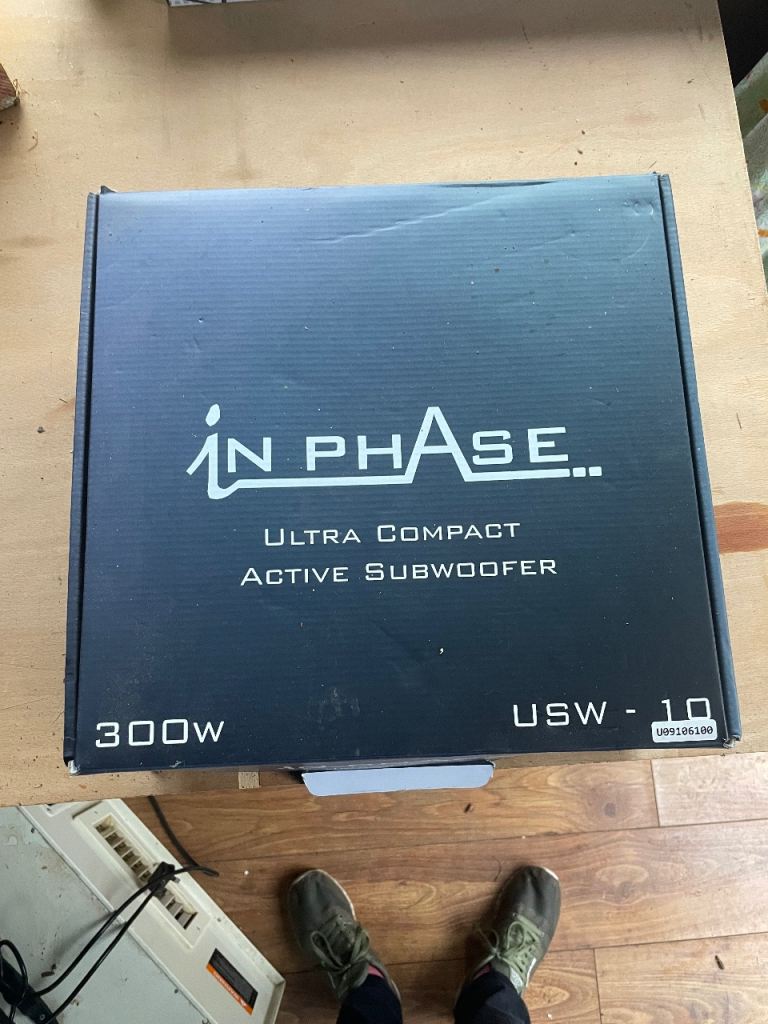 in phase
Ultra Compact
Active Subwoofer
300w
USW - 10
U09106100